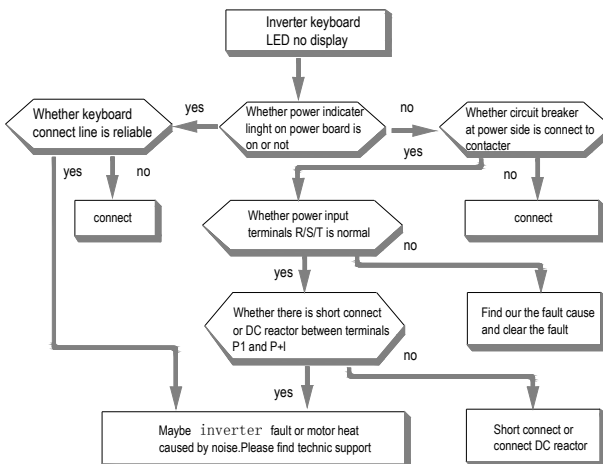 Inverter keyboard
LED no display
yes
no
Whether keyboard
connect line is reliable
Whether power indicator
linght on power board is
on or not
Whether circuit breaker
at power side is connect to
contacter
yes
yes
no
no
connect
Whether power input
terminals R/S/T is normal
connect
no
yes
Whether there is short connect
or DC reactor between terminals
P1 and P+I
Find our the fault cause
and clear the fault
no
yes
Maybe inverter fault or motor heat
caused by noise.Please find technic support
Short connect or
connect DC reactor